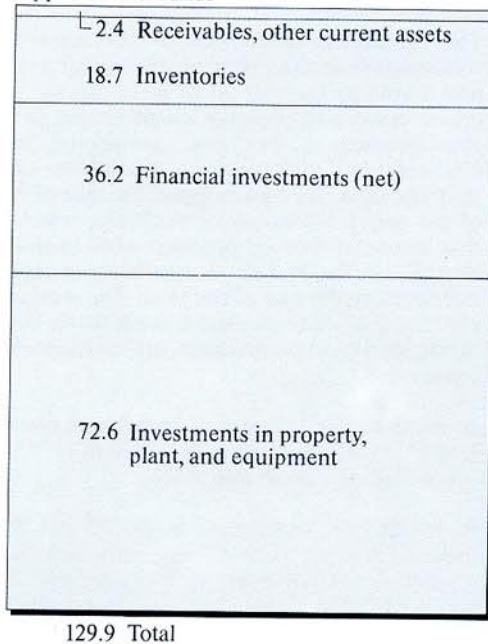 2.4 Receivables, other current assets
18.7 Inventories
36.2 Financial investments (net)
72.6 Investments in property,
plant, and equipment
129.9 Total